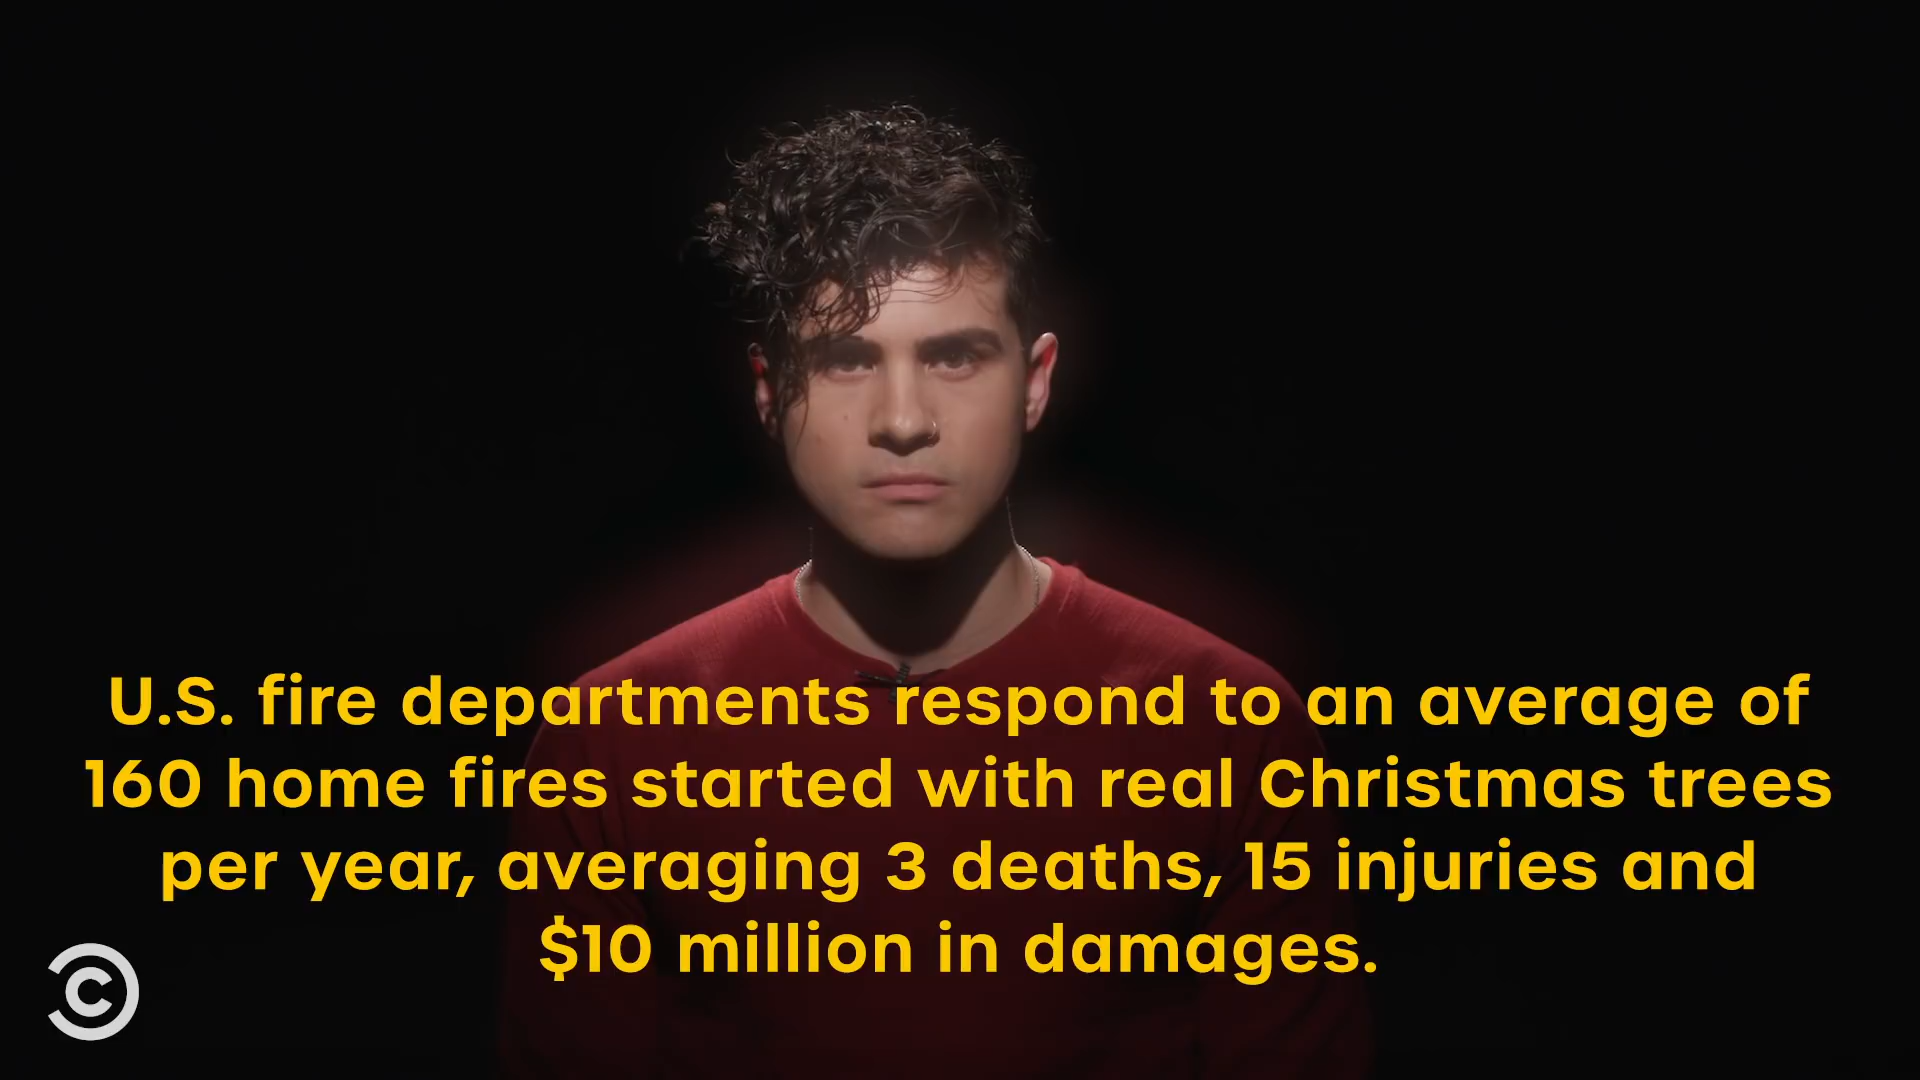 U.S. fire departments respond to an average of
160 home fires started with real Christmas trees
per year, averaging 3 deaths, 15 injuries and
$10 million in damages.